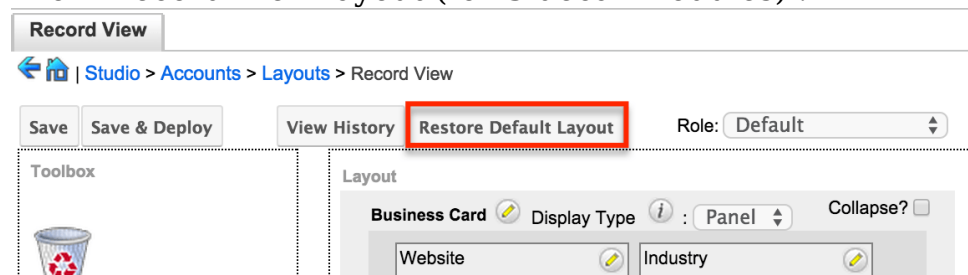 Record View
| Studio > Accounts > Layouts > Record View
Save Save & Deploy View History Restore Default Layout Role: Default
Toolbox
Layout
Business Card Display Type i : Panel Collapse?
Website Industry